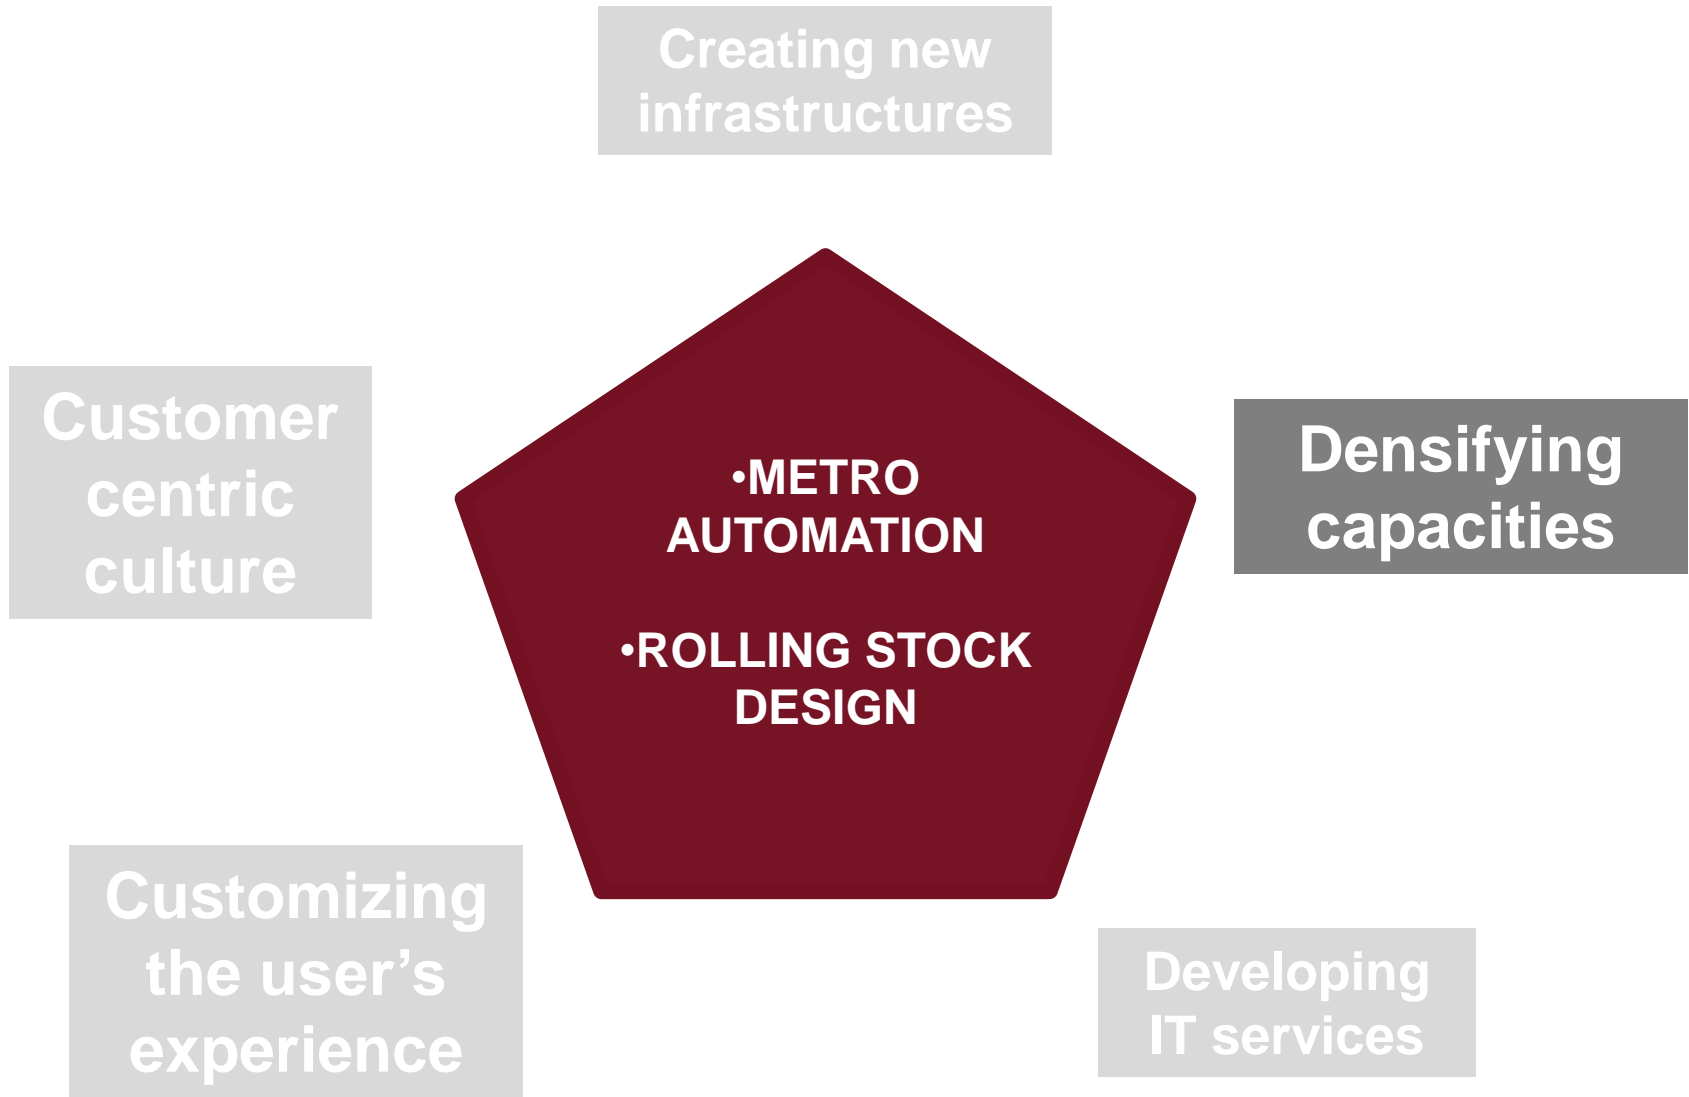 Creating new
infrastructures
Customer
centric
culture
•METRO
AUTOMATION
•ROLLING STOCK
DESIGN
Densifying
capacities
Customizing
the user’s
experience
Developing
IT services